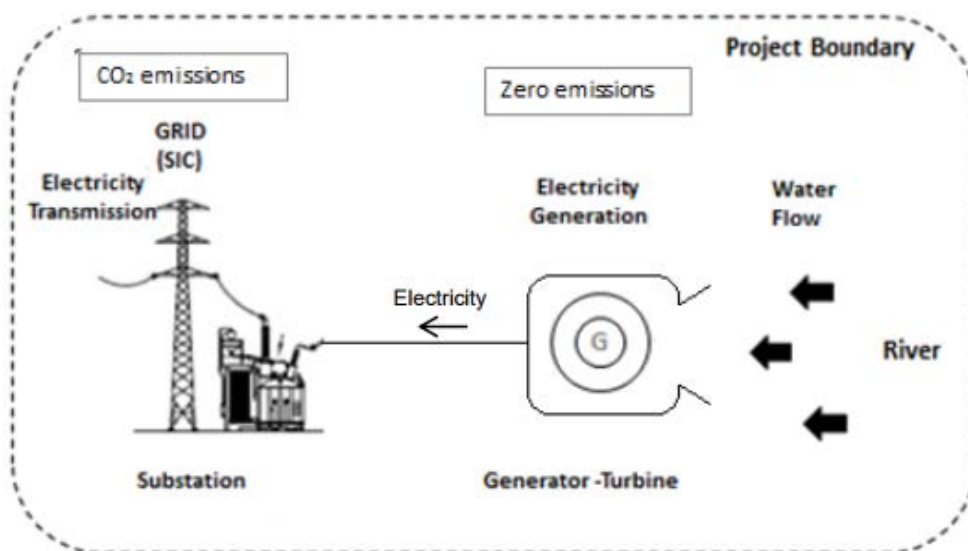 Project Boundary
CO₂ emissions
Zero emissions
GRID
(SIC)
Electricity
Transmission
Electricity
Generation
Water
Flow
Electricity
G
River
Substation
Generator -Turbine